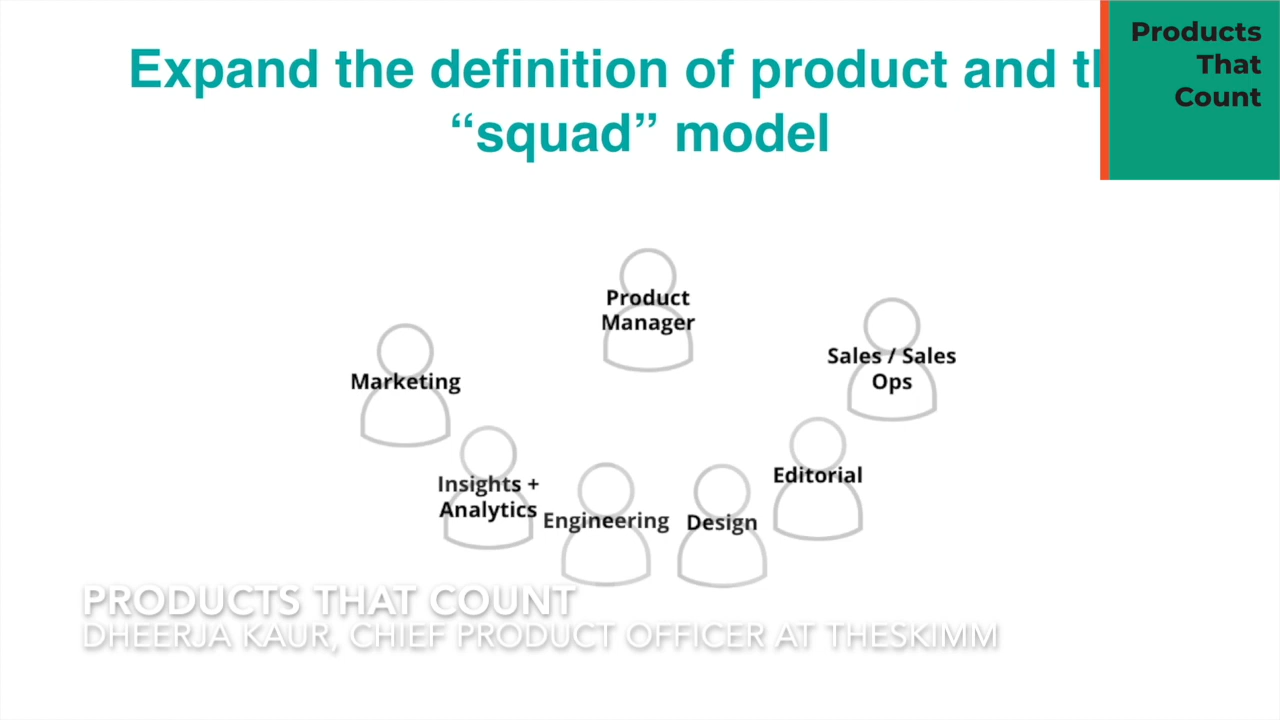 Expand the definition of product and t
“squad” model
Products
That
Count
Product
Manager
Sales / Sales
Ops
Marketing
Editorial
Insights +
Analytics
Engineering
Design
PRODUCTS THAT COUNT
DHEERJA KAUR, CHIEF PRODUCT OFFICER AT THESKIMM